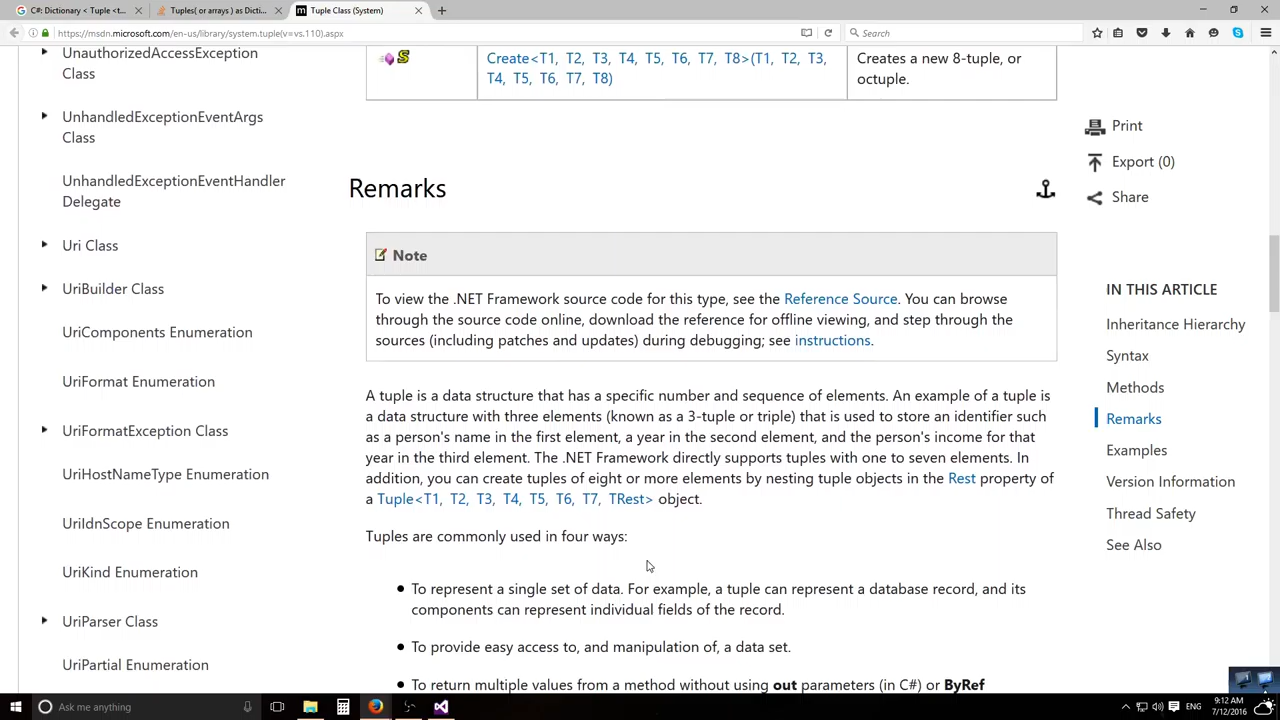 C#: Dictionary <Tuple <t...
Tuples( or arrays ) as Dict...
Tuple Class (System)
https://msdn.microsoft.com/en-us/library/system.tuple(v=vs.110).aspx
Search
UnauthorizedAccessException
Class
UnhandledExceptionEventArgs
Class
UnhandledExceptionEventHandler
Delegate
Uri Class
UriBuilder Class
UriComponents Enumeration
UriFormat Enumeration
UriFormatException Class
UriHostNameType Enumeration
UriIdnScope Enumeration
UriKind Enumeration
UriParser Class
UriPartial Enumeration
Create<T1, T2, T3, T4, T5, T6, T7, T8>(T1, T2, T3,
T4, T5, T6, T7, T8)
Creates a new 8-tuple, or
octuple.
Remarks
Note
To view the .NET Framework source code for this type, see the Reference Source. You can browse
through the source code online, download the reference for offline viewing, and step through the
sources (including patches and updates) during debugging; see instructions.
A tuple is a data structure that has a specific number and sequence of elements. An example of a tuple is
a data structure with three elements (known as a 3-tuple or triple) that is used to store an identifier such
as a person's name in the first element, a year in the second element, and the person's income for that
year in the third element. The .NET Framework directly supports tuples with one to seven elements. In
addition, you can create tuples of eight or more elements by nesting tuple objects in the Rest property of
a Tuple<T1, T2, T3, T4, T5, T6, T7, TRest> object.
Tuples are commonly used in four ways:
To represent a single set of data. For example, a tuple can represent a database record, and its
components can represent individual fields of the record.
To provide easy access to, and manipulation of, a data set.
To return multiple values from a method without using out parameters (in C#) or ByRef
Print
Export (0)
Share
IN THIS ARTICLE
Inheritance Hierarchy
Syntax
Methods
Remarks
Examples
Version Information
Thread Safety
See Also
Ask me anything
ENG
9:12 AM
7/12/2016